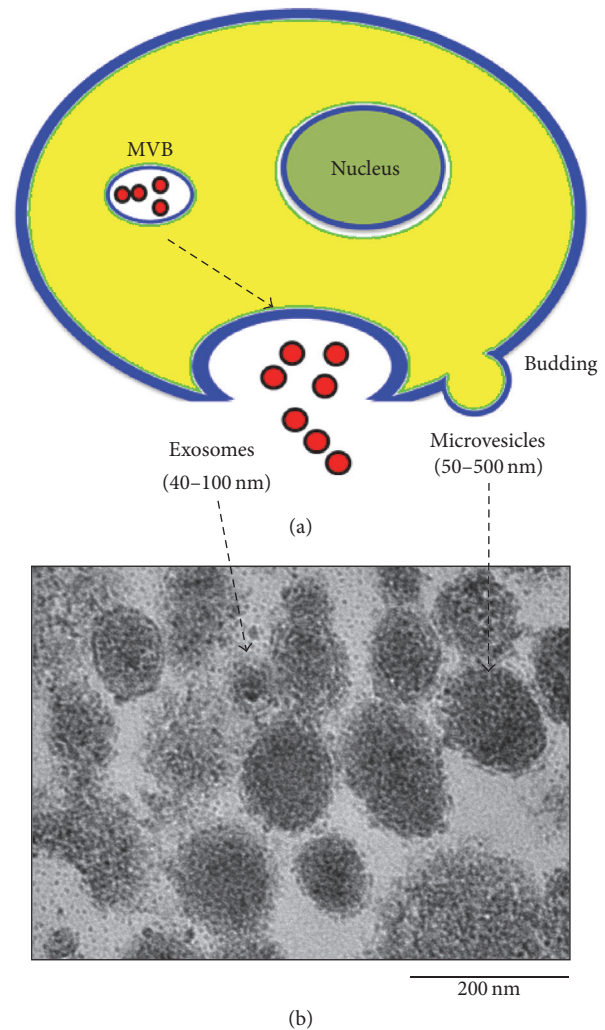 MVB
Nucleus
Budding
Exosomes
(40–100 nm)
Microvesicles
(50–500 nm)
(a)
200 nm
(b)